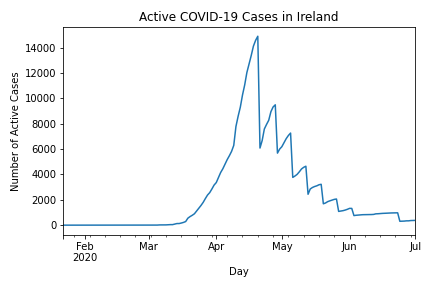 Active COVID-19 Cases in Ireland
Number of Active Cases
14000
12000
10000
8000
6000
4000
2000
0
Feb
2020
Mar
Apr
May
Jun
Jul
Day